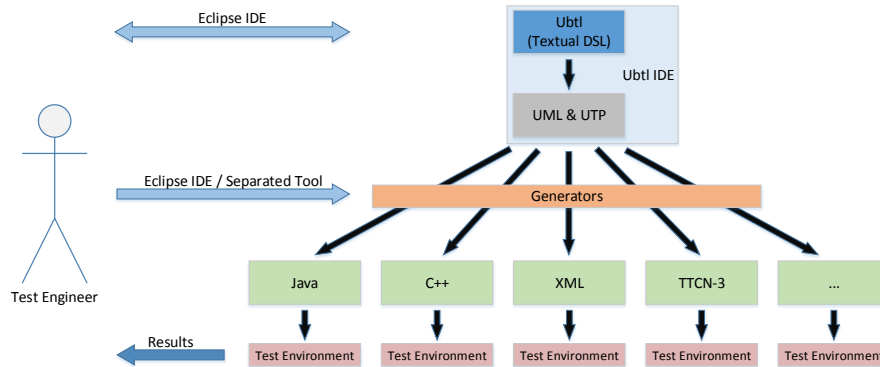 Eclipse IDE
Ubtl
(Textual DSL)
Ubtl IDE
UML & UTP
Eclipse IDE / Separated Tool
Generators
Test Engineer
Java
C++
XML
TTCN-3
...
Results
Test Environment
Test Environment
Test Environment
Test Environment
Test Environment